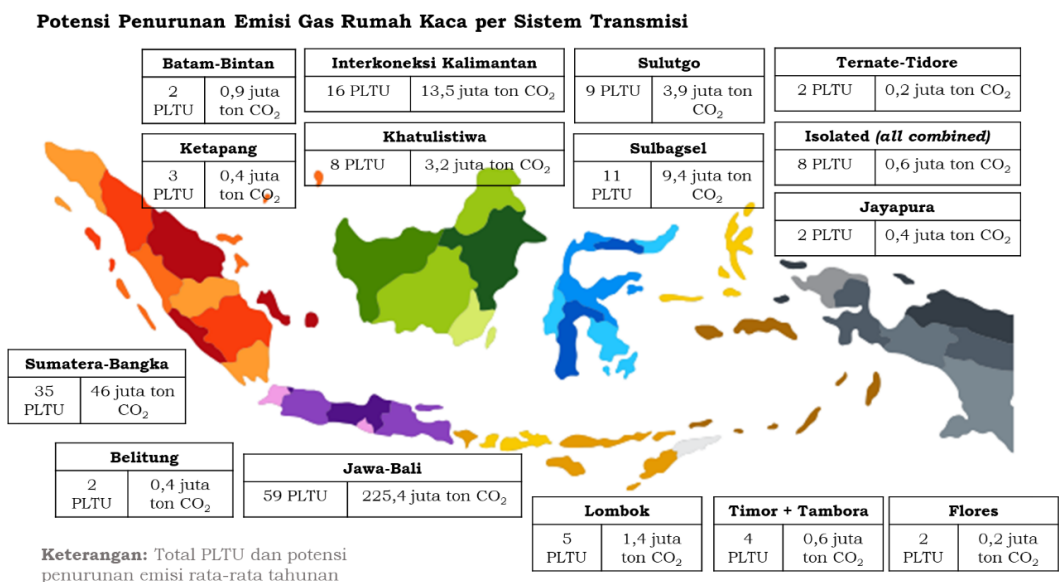 Potensi Penurunan Emisi Gas Rumah Kaca per Sistem Transmisi
Batam-Bintan
2 PLTU
0,9 juta ton CO₂
Interkoneksi Kalimantan
16 PLTU
13,5 juta ton CO₂
Sulutgo
9 PLTU
3,9 juta ton CO₂
Ternate-Tidore
2 PLTU
0,2 juta ton CO₂
Ketapang
3 PLTU
0,4 juta ton CO₂
Khatulistiwa
8 PLTU
3,2 juta ton CO₂
Sulbagsel
11 PLTU
9,4 juta ton CO₂
Isolated (all combined)
8 PLTU
0,6 juta ton CO₂
Jayapura
2 PLTU
0,4 juta ton CO₂
Sumatera-Bangka
35 PLTU
46 juta ton CO₂
Belitung
2 PLTU
0,4 juta ton CO₂
Jawa-Bali
59 PLTU
225,4 juta ton CO₂
Lombok
5 PLTU
1,4 juta ton CO₂
Timor + Tambora
4 PLTU
0,6 juta ton CO₂
Flores
2 PLTU
0,2 juta ton CO₂
Keterangan: Total PLTU dan potensi
penurunan emisi rata-rata tahunan